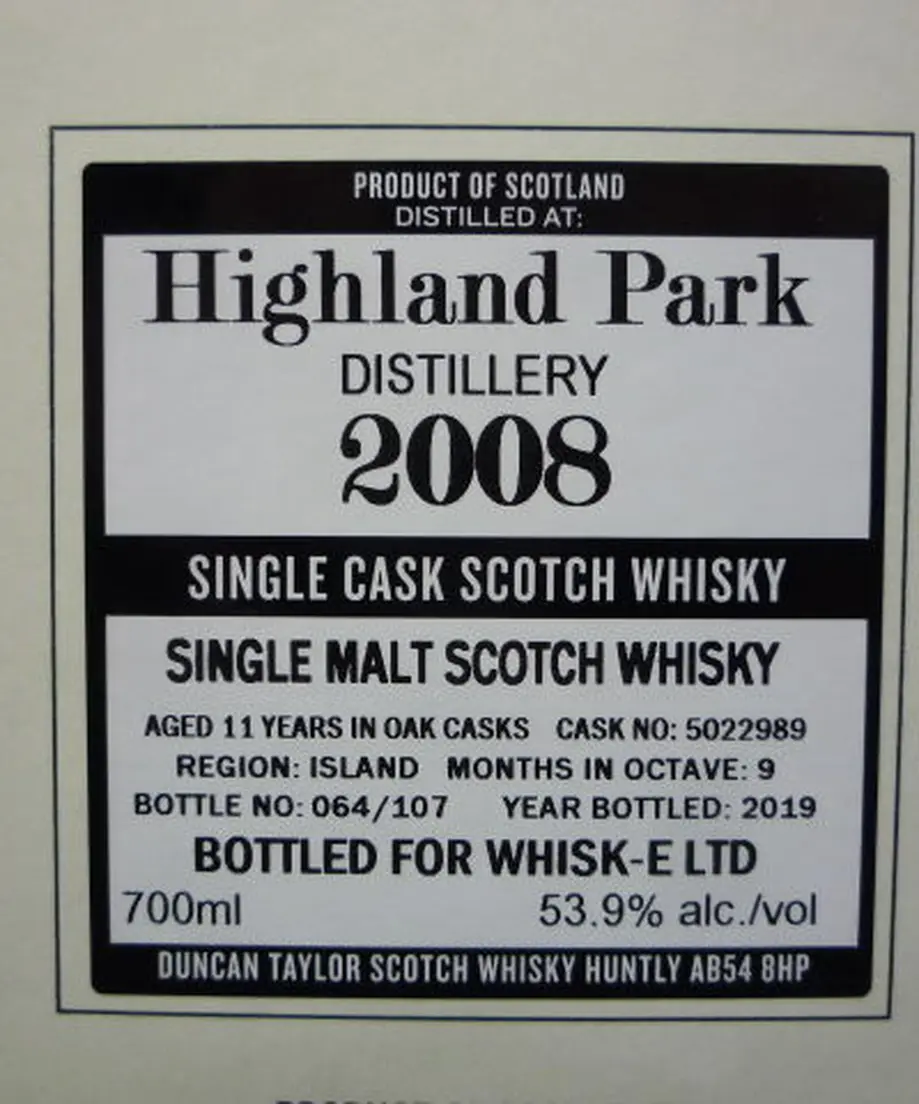 PRODUCT OF SCOTLAND
DISTILLED AT:
Highland Park
DISTILLERY
2008
SINGLE CASK SCOTCH WHISKY
SINGLE MALT SCOTCH WHISKY
AGED 11 YEARS IN OAK CASKS CASK NO: 5022989
REGION: ISLAND MONTHS IN OCTAVE: 9
BOTTLE NO: 064/107 YEAR BOTTLED: 2019
BOTTLED FOR WHISK-E LTD
700ml 53.9% alc./vol
DUNCAN TAYLOR SCOTCH WHISKY HUNTLY AB54 8HP